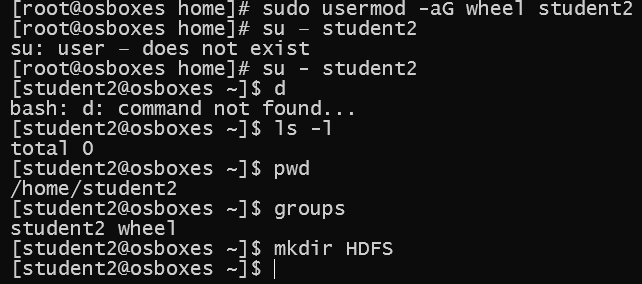 [root@osboxes home]# sudo usermod -aG wheel student2
[root@osboxes home]# su – student2
su: user – does not exist
[root@osboxes home]# su - student2
[student2@osboxes ~]$ d
bash: d: command not found...
[student2@osboxes ~]$ ls -l
total 0
[student2@osboxes ~]$ pwd
/home/student2
[student2@osboxes ~]$ groups
student2 wheel
[student2@osboxes ~]$ mkdir HDFS
[student2@osboxes ~]$